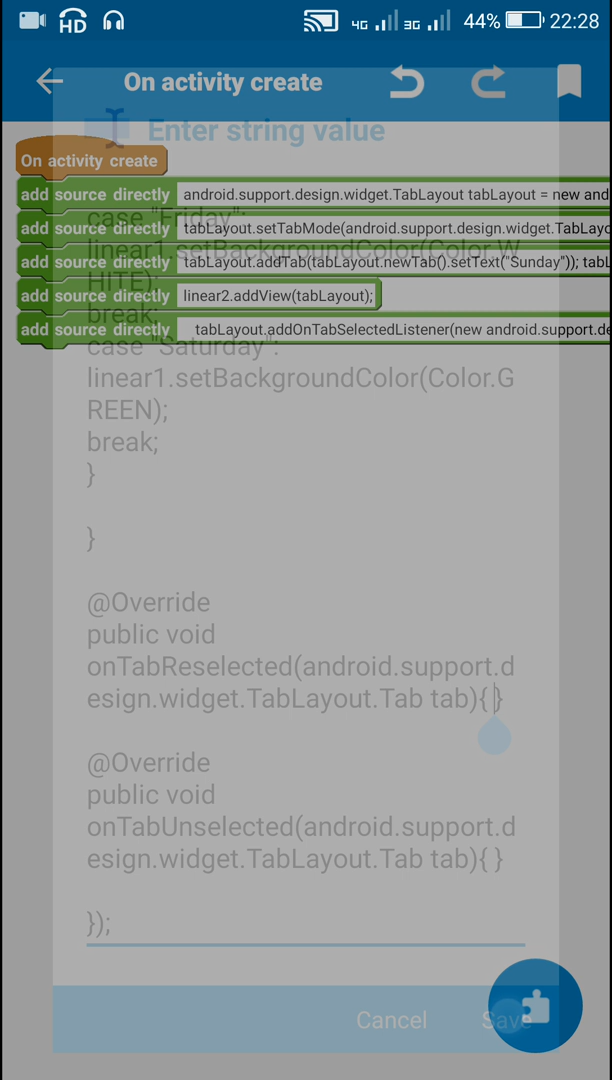 HD 4G 3G 44% 22:28
On activity create
Enter string value
On activity create
add source directly android.support.design.widget.TabLayout tabLayout = new and
case "Friday":
add source directly tabLayout.setTabMode(android.support.design.widget.TabLayo
linear1.setBackgroundColor(Color.W
add source directly tabLayout.addTab(tabLayout.newTab().setText("Sunday")); tabL
HITE);
add source directly linear2.addView(tabLayout);
break;
add source directly tabLayout.addOnTabSelectedListener(new android.support.de
case "Saturday":
linear1.setBackgroundColor(Color.G
REEN);
break;
}
}
@Override
public void
onTabReselected(android.support.d
esign.widget.TabLayout.Tab tab){ }
@Override
public void
onTabUnselected(android.support.d
esign.widget.TabLayout.Tab tab){ }
});
Cancel Save